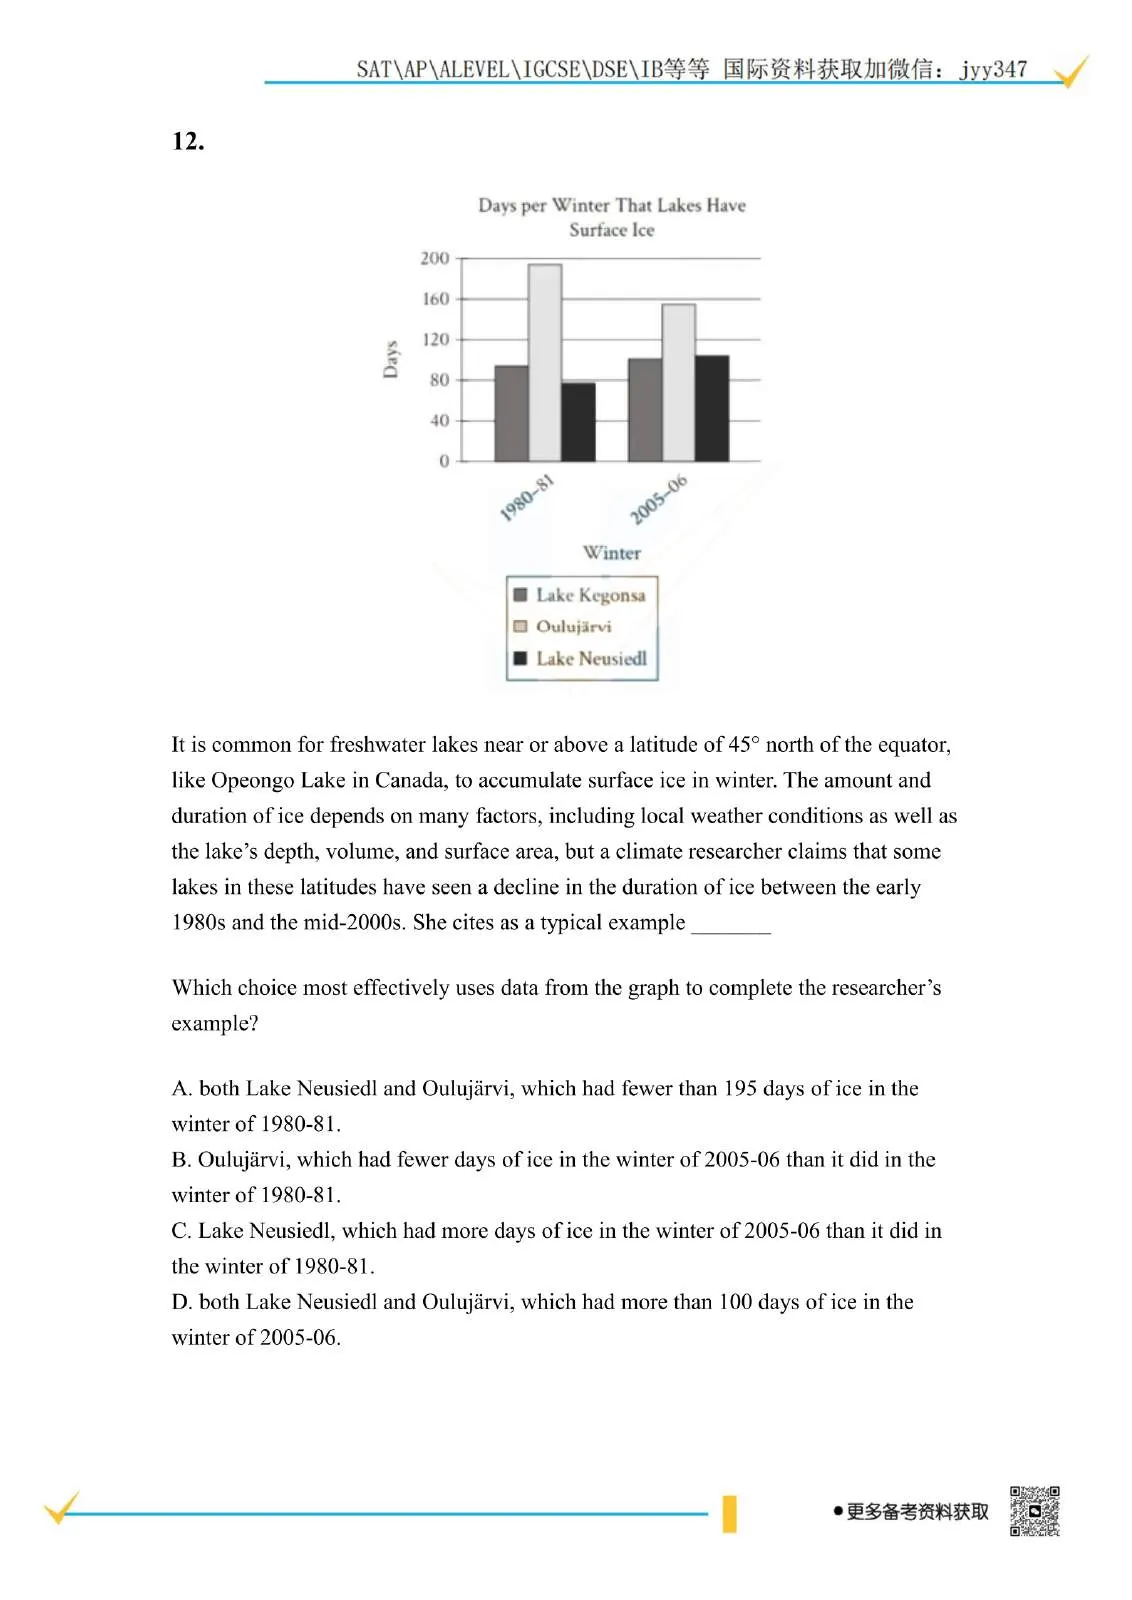 SAT\AP\ALEVEL\IGCSE\DSE\IB等等 国际资料获取加微信：jyy347
12.
Days per Winter That Lakes Have
Surface Ice
200
160
120
80
40
0
Days
1980–81
2005–06
Winter
Lake Kegonsa
Oulujärvi
Lake Neusiedl
It is common for freshwater lakes near or above a latitude of 45° north of the equator,
like Opeongo Lake in Canada, to accumulate surface ice in winter. The amount and
duration of ice depends on many factors, including local weather conditions as well as
the lake’s depth, volume, and surface area, but a climate researcher claims that some
lakes in these latitudes have seen a decline in the duration of ice between the early
1980s and the mid-2000s. She cites as a typical example _______
Which choice most effectively uses data from the graph to complete the researcher’s
example?
A. both Lake Neusiedl and Oulujärvi, which had fewer than 195 days of ice in the
winter of 1980-81.
B. Oulujärvi, which had fewer days of ice in the winter of 2005-06 than it did in the
winter of 1980-81.
C. Lake Neusiedl, which had more days of ice in the winter of 2005-06 than it did in
the winter of 1980-81.
D. both Lake Neusiedl and Oulujärvi, which had more than 100 days of ice in the
winter of 2005-06.
●更多备考资料获取